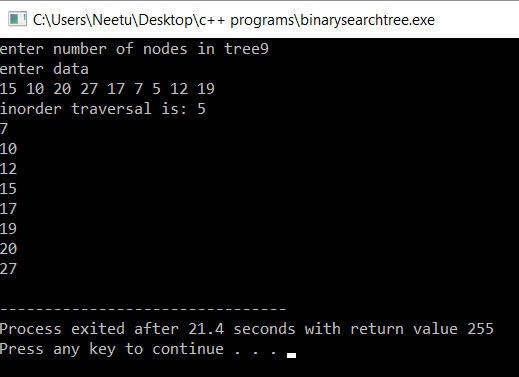 C:\Users\Neetu\Desktop\c++ programs\binarysearchtree.exe
enter number of nodes in tree9
enter data
15 10 20 27 17 7 5 12 19
inorder traversal is: 5
7
10
12
15
17
19
20
27
--------------------------------
Process exited after 21.4 seconds with return value 255
Press any key to continue . . .